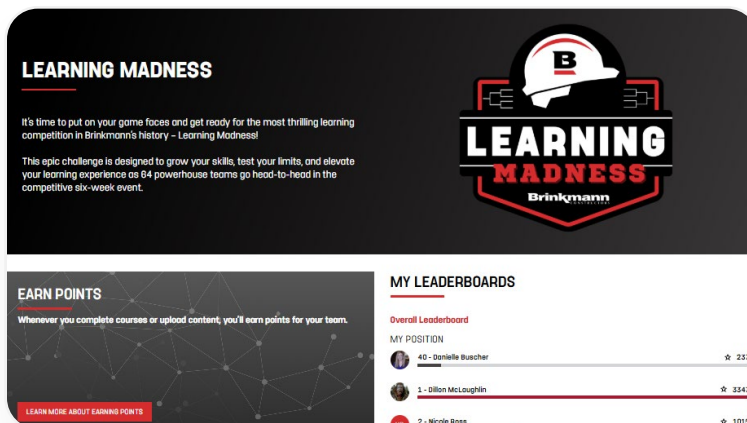 LEARNING MADNESS
It's time to put on your game faces and get ready for the most thrilling learning
competition in Brinkmann's history – Learning Madness!
This epic challenge is designed to grow your skills, test your limits, and elevate
your learning experience as 64 powerhouse teams go head-to-head in the
competitive six-week event.
B
LEARNING
MADNESS
Brinkmann
CONSTRUCTORS
EARN POINTS
Whenever you complete courses or upload content, you'll earn points for your team.
LEARN MORE ABOUT EARNING POINTS
MY LEADERBOARDS
Overall Leaderboard
MY POSITION
40 - Danielle Buscher
1 - Dillon McLoughlin
2 - Nicole Bass